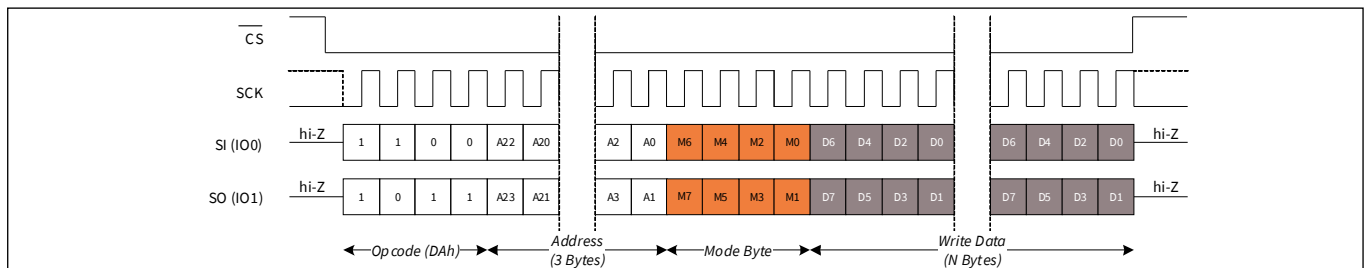 CS
SCK
SI (IO0) hi-Z 1 1 0 0 A22 A20 A2 A0 M6 M4 M2 M0 D6 D4 D2 D0 D6 D4 D2 D0 hi-Z
SO (IO1) hi-Z 1 0 1 1 A23 A21 A3 A1 M7 M5 M3 M1 D7 D5 D3 D1 D7 D5 D3 D1 hi-Z
Opcode (DAh) Address Mode Byte Write Data
(3 Bytes) (N Bytes)